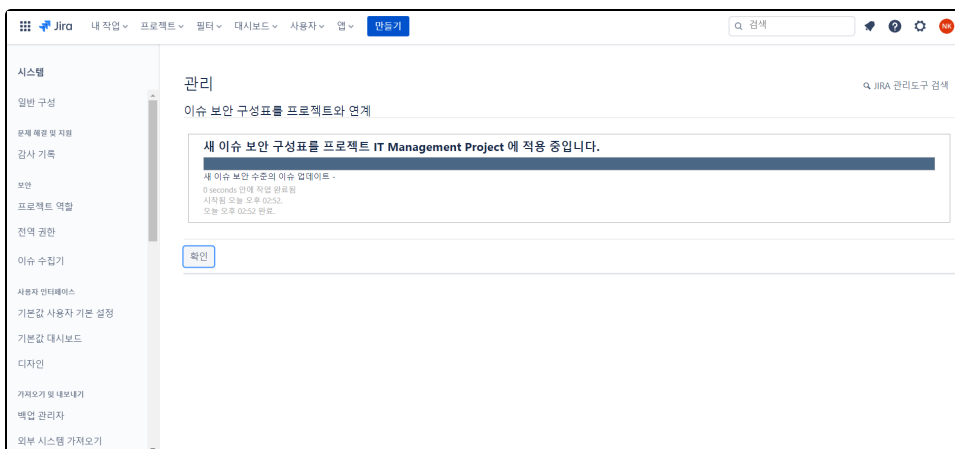 Jira 내 작업 프로젝트 필터 대시보드 사용자 앱 만들기 검색 NK
시스템
일반 구성
문제 해결 및 지원
감사 기록
보안
프로젝트 역할
전역 권한
이슈 수집기
사용자 인터페이스
기본값 사용자 기본 설정
기본값 대시보드
디자인
가져오기 및 내보내기
백업 관리자
외부 시스템 가져오기
관리
JIRA 관리도구 검색
이슈 보안 구성표를 프로젝트와 연계
새 이슈 보안 구성표를 프로젝트 IT Management Project 에 적용 중입니다.
새 이슈 보안 수준의 이슈 업데이트 -
0 seconds 안에 작업 완료됨
시작됨 오늘 오후 02:52.
오늘 오후 02:52 완료.
확인